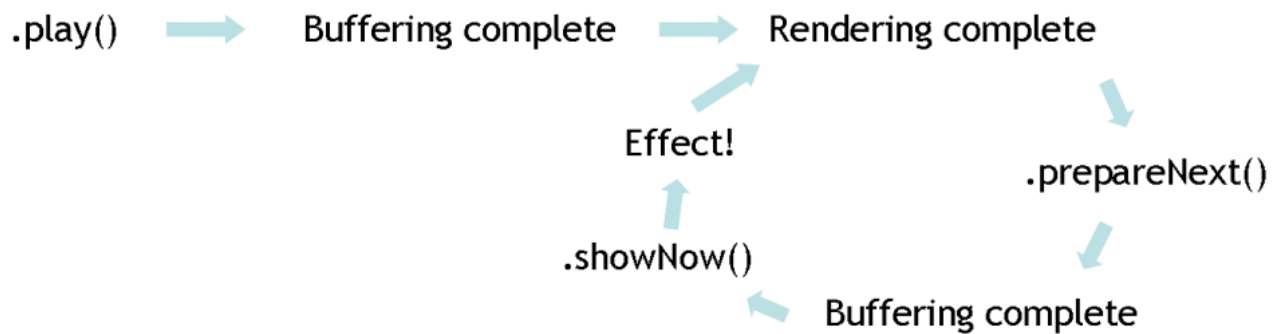 .play()
Buffering complete
Rendering complete
Effect!
.prepareNext()
.showNow()
Buffering complete